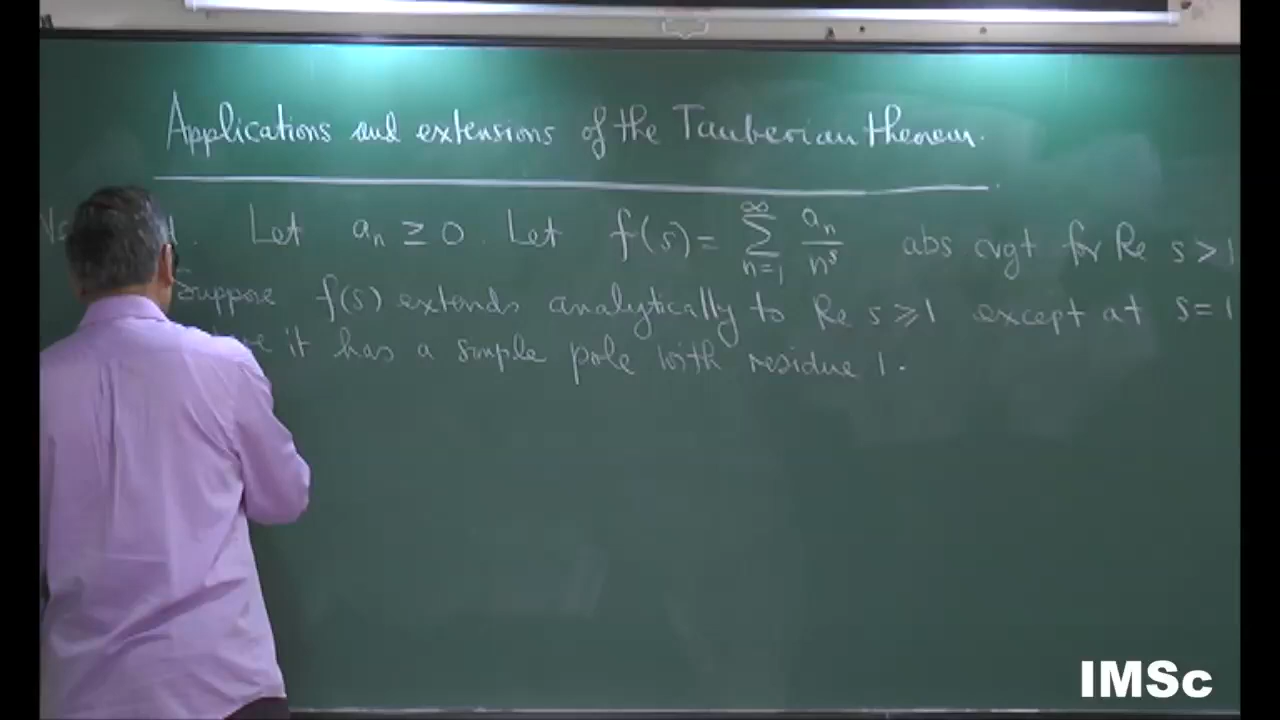 Applications and extensions of the Tauberian theorem.
Let aₙ ≥ 0. Let f(s) = ∑_{n=1}^{∞} aₙ/nˢ abs cvgt for Re s > 1
Suppose f(s) extends analytically to Re s ⩾ 1 except at s = 1
it has a simple pole with residue 1.
IMSc